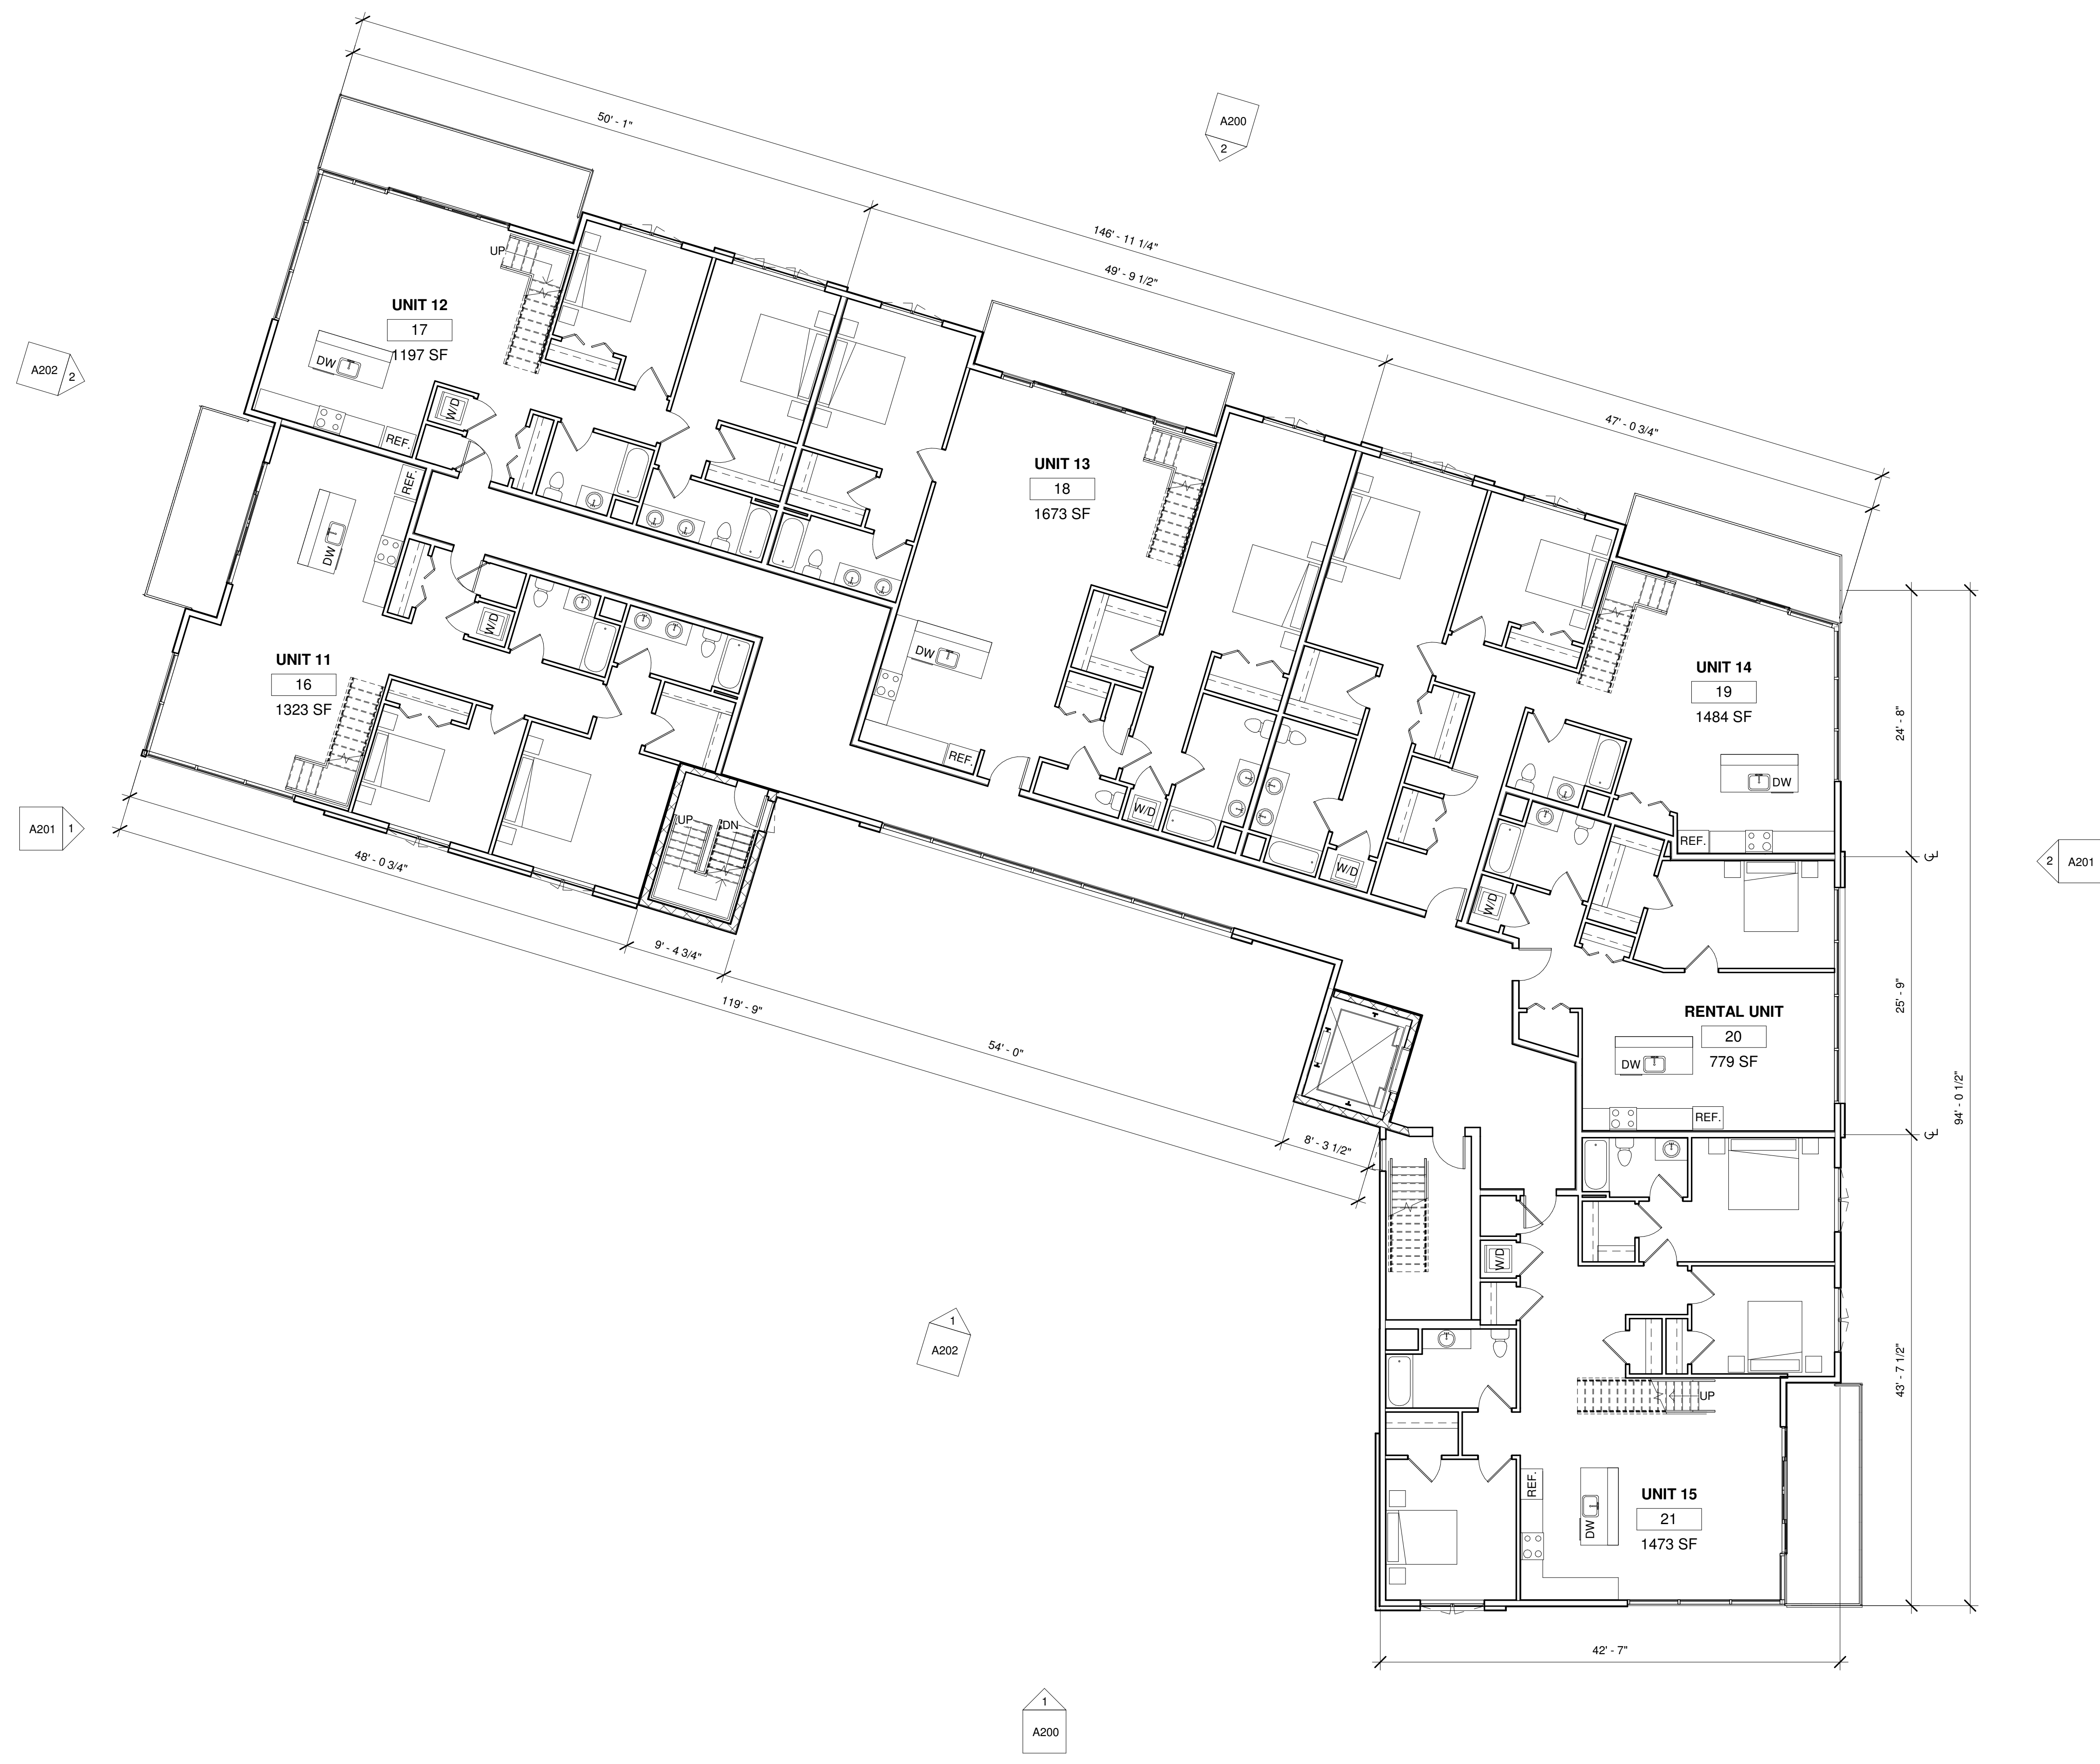 50' - 1"
A200
2
146' - 11 1/4"
49' - 9 1/2"
47' - 0 3/4"
A202
2
UP
UNIT 12
17
1197 SF
DW
W/D
REF.
UNIT 13
18
1673 SF
DW
REF.
W/D
REF.
DW
W/D
UNIT 11
16
1323 SF
UP
DN
UNIT 14
19
1484 SF
DW
REF.
W/D
W/D
24' - 8"
CL
A201
1
2
A201
48' - 0 3/4"
9' - 4 3/4"
119' - 9"
54' - 0"
8' - 3 1/2"
RENTAL UNIT
20
779 SF
DW
REF.
25' - 9"
94' - 0 1/2"
CL
W/D
1
A202
UP
43' - 7 1/2"
REF.
DW
UNIT 15
21
1473 SF
42' - 7"
1
A200